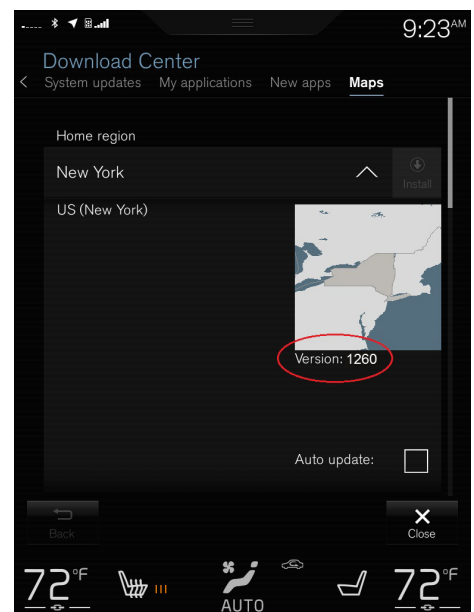 9:23AM
Download Center
System updates My applications New apps Maps
Home region
New York
Install
US (New York)
Version: 1260
Auto update:
Back
Close
72°F
AUTO
72°F